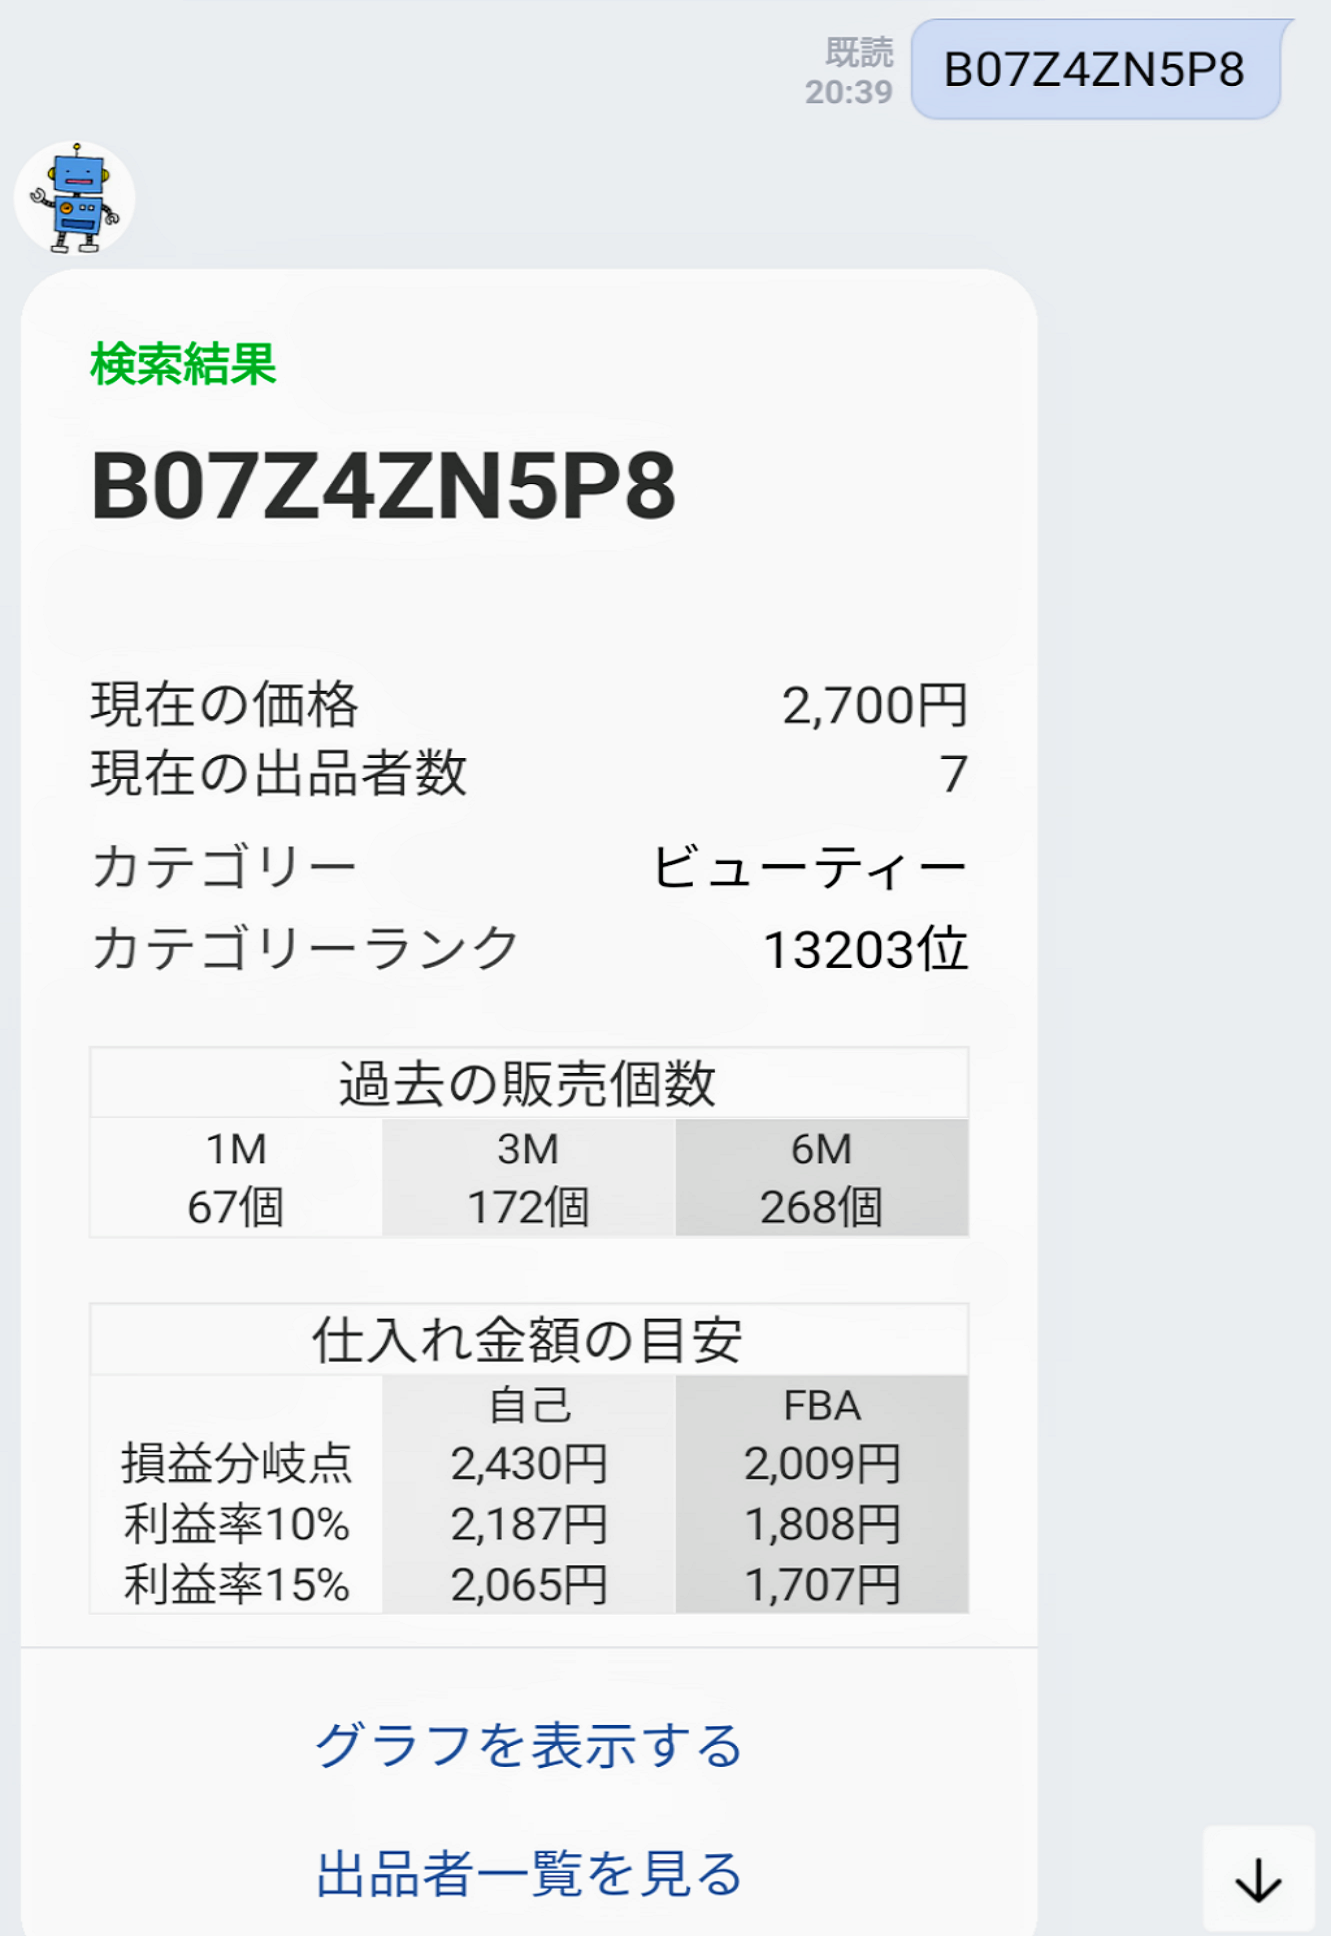 既読
20:39
B07Z4ZN5P8
検索結果
B07Z4ZN5P8
現在の価格 2,700円
現在の出品者数 7
カテゴリー ビューティー
カテゴリーランク 13203位
過去の販売個数
1M 3M 6M
67個 172個 268個
仕入れ金額の目安
自己 FBA
損益分岐点 2,430円 2,009円
利益率10% 2,187円 1,808円
利益率15% 2,065円 1,707円
グラフを表示する
出品者一覧を見る